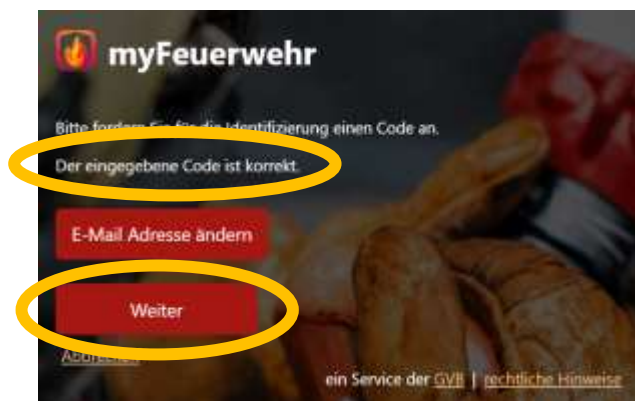 myFeuerwehr
Bitte fordern Sie für die Identifizierung einen Code an.
Der eingegebene Code ist korrekt.
E-Mail Adresse ändern
Weiter
Abbrechen
ein Service der GVB | rechtliche Hinweise